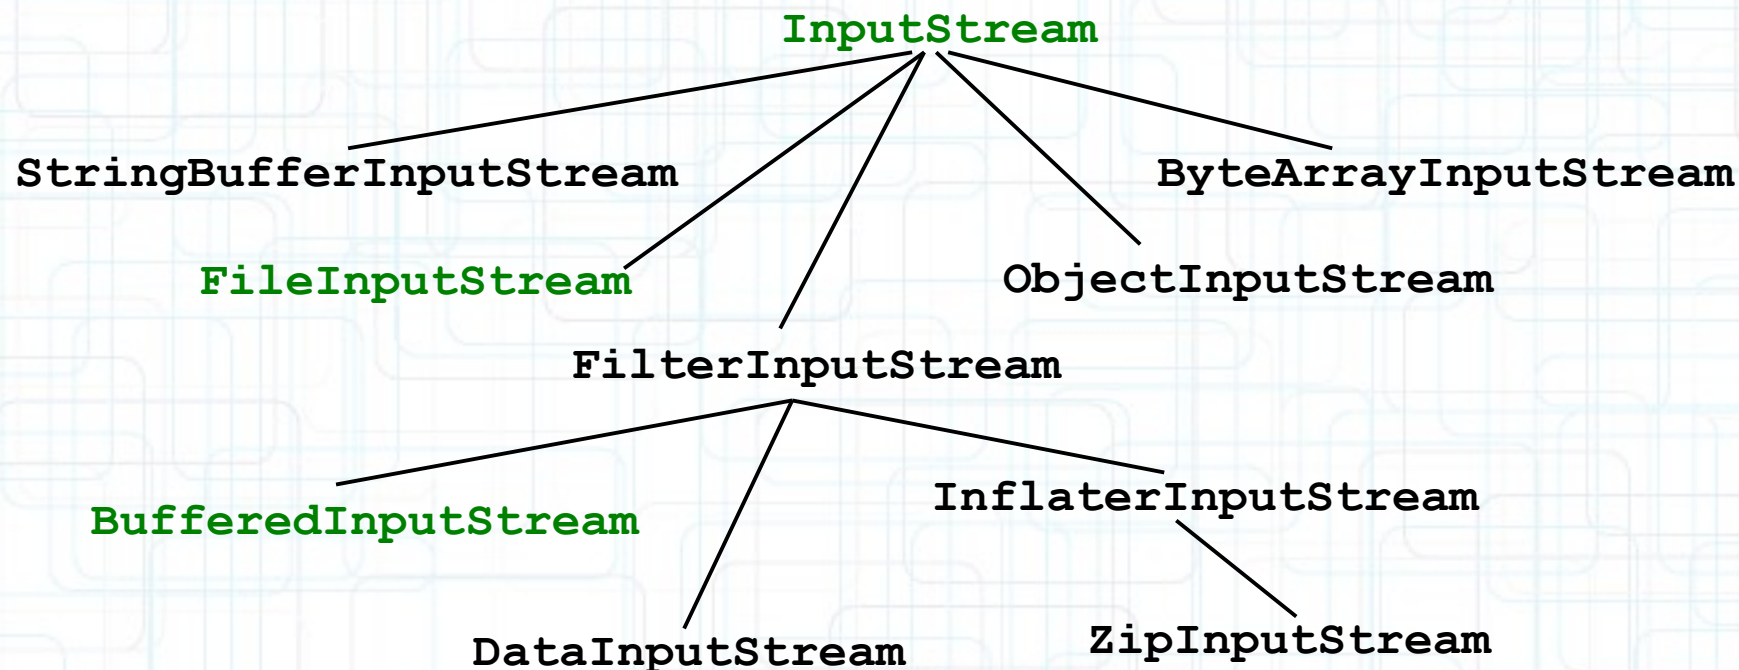 InputStream
StringBufferInputStream
ByteArrayInputStream
FileInputStream
ObjectInputStream
FilterInputStream
InflaterInputStream
BufferedInputStream
ZipInputStream
DataInputStream